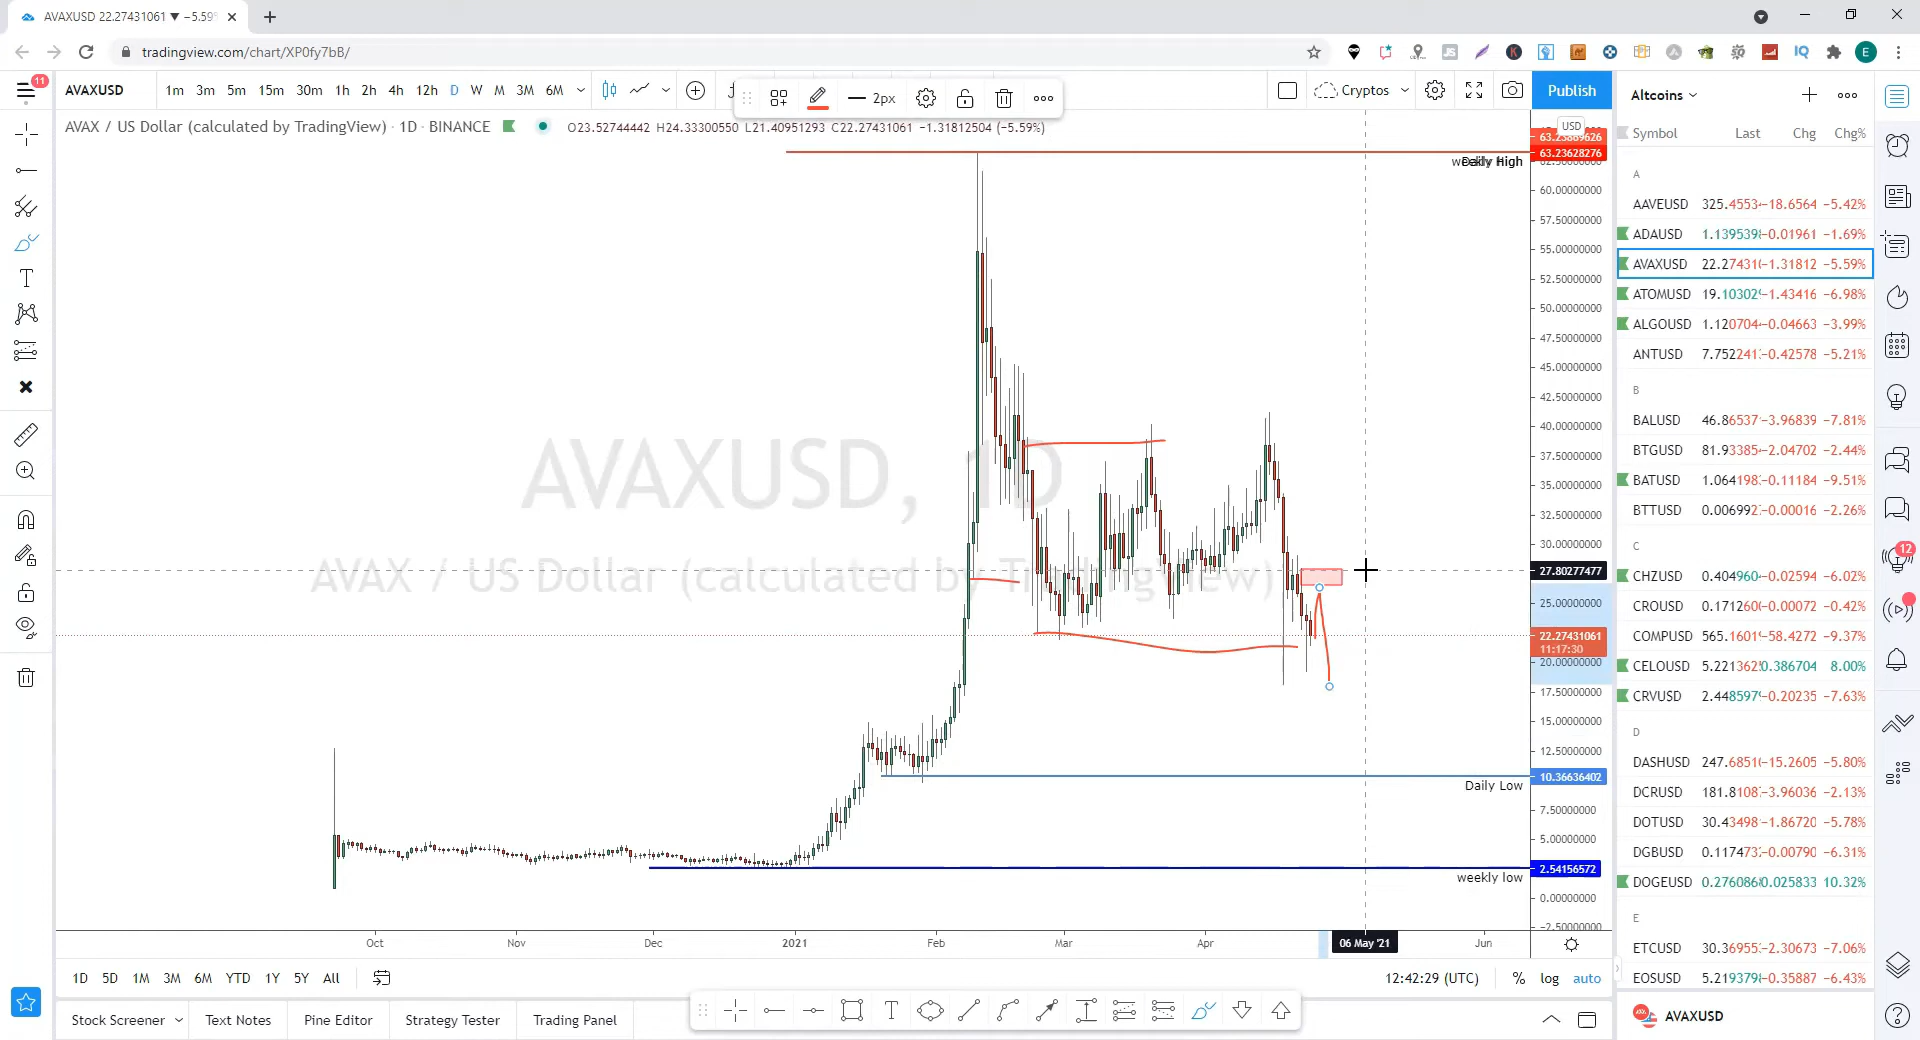 AVAXUSD 22.27431061 ▼ −5.59
tradingview.com/chart/XP0fy7bB/
E
11
AVAXUSD
1m 3m 5m 15m 30m 1h 2h 4h 12h D W M 3M 6M
2px
Cryptos
Publish
AVAX / US Dollar (calculated by TradingView) · 1D · BINANCE
O23.52744442 H24.33300550 L21.40951293 C22.27431061 −1.31812504 (−5.59%)
USD
63.23628276
Daily High
60.00000000
57.50000000
55.00000000
52.50000000
50.00000000
47.50000000
45.00000000
42.50000000
40.00000000
37.50000000
35.00000000
32.50000000
30.00000000
27.80277477
25.00000000
22.27431061
11:17:30
20.00000000
17.50000000
15.00000000
12.50000000
10.36636402
Daily Low
7.50000000
5.00000000
2.54156572
weekly low
0.00000000
−2.50000000
AVAXUSD, 1D
AVAX / US Dollar (calculated by TradingView)
Oct Nov Dec 2021 Feb Mar Apr 06 May '21 Jun
1D 5D 1M 3M 6M YTD 1Y 5Y All
12:42:29 (UTC) % log auto
Stock Screener Text Notes Pine Editor Strategy Tester Trading Panel
Altcoins
Symbol Last Chg Chg%
A
AAVEUSD 325.4553 −18.6564 −5.42%
ADAUSD 1.139539 −0.01961 −1.69%
AVAXUSD 22.27431 −1.31812 −5.59%
ATOMUSD 19.10302 −1.43416 −6.98%
ALGOUSD 1.120704 −0.04663 −3.99%
ANTUSD 7.752241 −0.42578 −5.21%
B
BALUSD 46.86537 −3.96839 −7.81%
BTGUSD 81.93385 −2.04702 −2.44%
BATUSD 1.064198 −0.11184 −9.51%
BTTUSD 0.006992 −0.00016 −2.26%
C
CHZUSD 0.404960 −0.02594 −6.02%
CROUSD 0.171260 −0.00072 −0.42%
COMPUSD 565.1601 −58.4272 −9.37%
CELOUSD 5.221362 0.386704 8.00%
CRVUSD 2.448597 −0.20235 −7.63%
D
DASHUSD 247.6851 −15.2605 −5.80%
DCRUSD 181.8108 −3.96036 −2.13%
DOTUSD 30.43498 −1.86720 −5.78%
DGBUSD 0.117473 −0.00790 −6.31%
DOGEUSD 0.276086 0.025833 10.32%
E
ETCUSD 30.36955 −2.30673 −7.06%
EOSUSD 5.219379 −0.35887 −6.43%
AVAXUSD
12